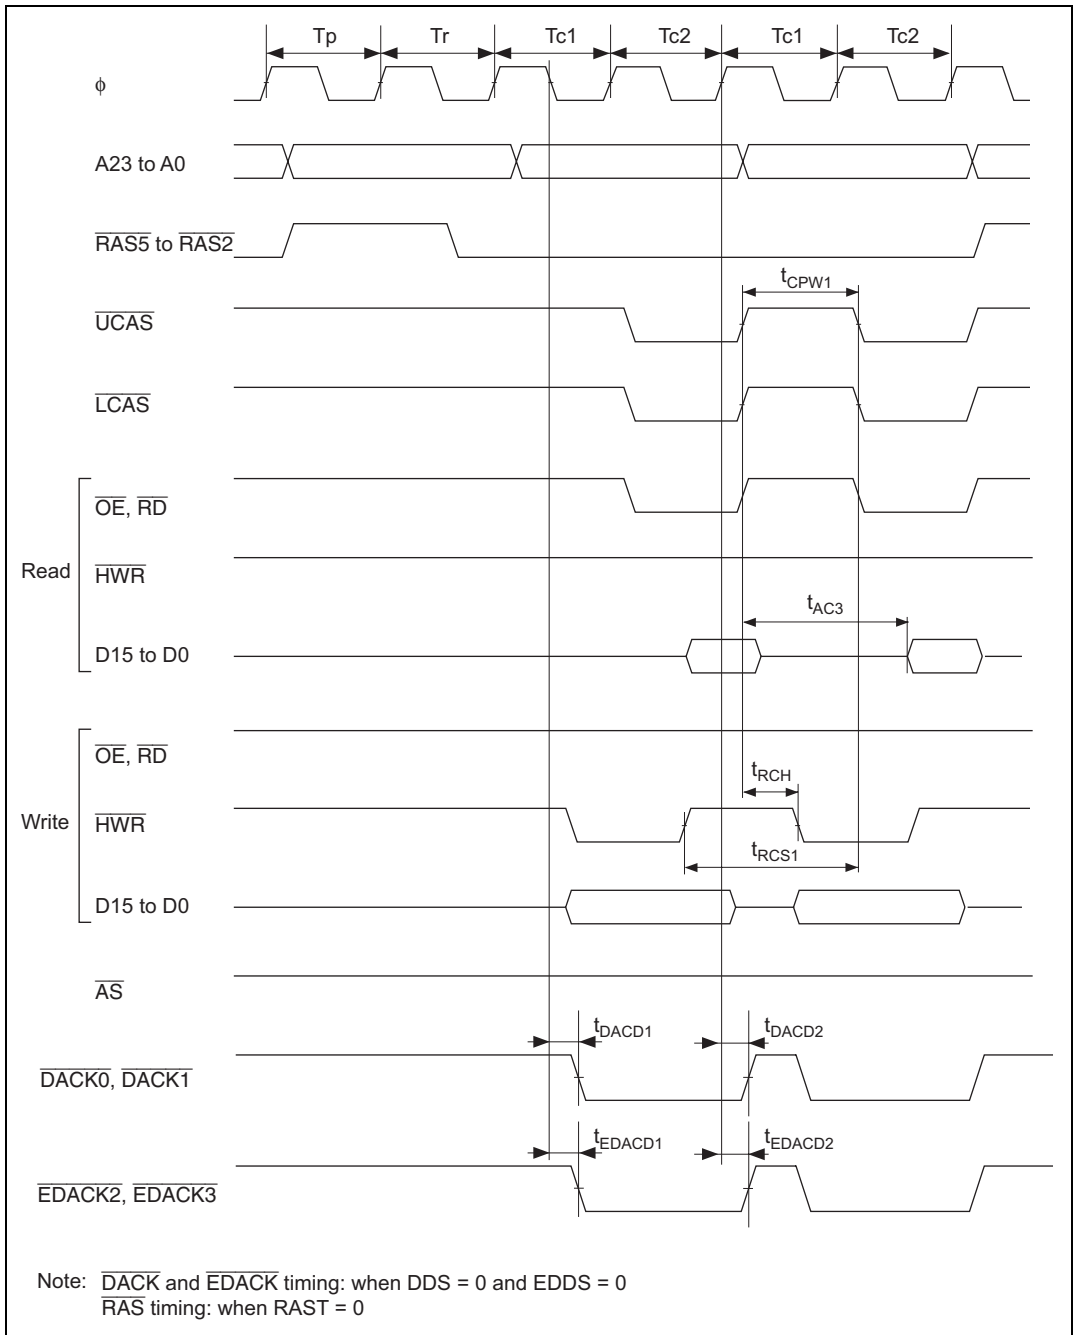 Tp Tr Tc1 Tc2 Tc1 Tc2
ϕ
A23 to A0
RAS5 to RAS2
tCPW1
UCAS
LCAS
OE, RD
Read
HWR
tAC3
D15 to D0
OE, RD
tRCH
Write
HWR
tRCS1
D15 to D0
AS
tDACD1 tDACD2
DACK0, DACK1
tEDACD1 tEDACD2
EDACK2, EDACK3
Note: DACK and EDACK timing: when DDS = 0 and EDDS = 0
RAS timing: when RAST = 0